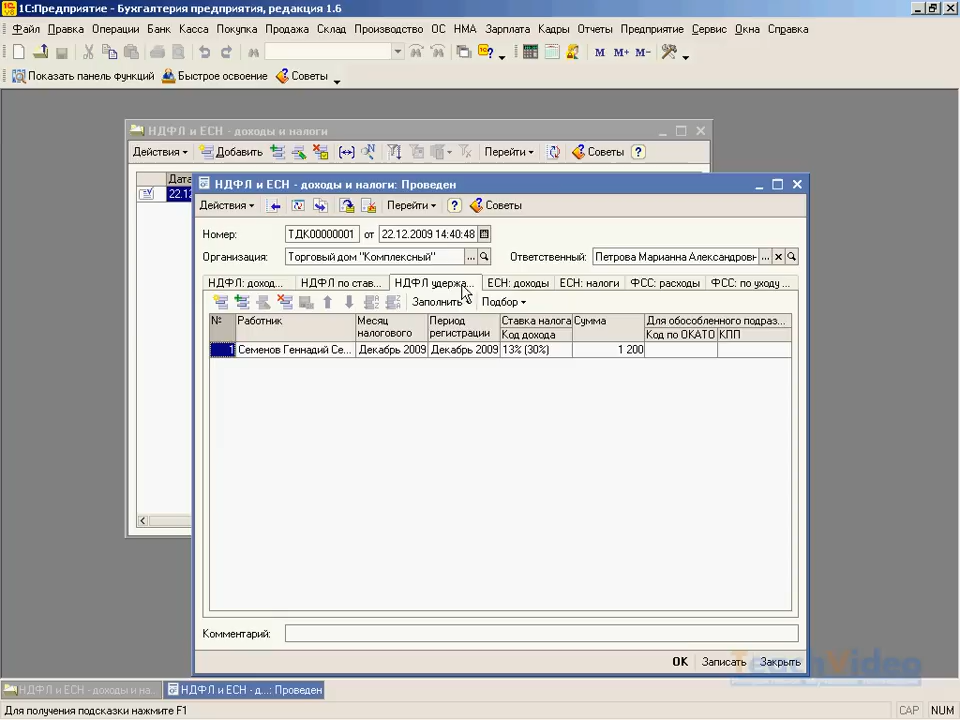 1С:Предприятие - Бухгалтерия предприятия, редакция 1.6
Файл Правка Операции Банк Касса Покупка Продажа Склад Производство ОС НМА Зарплата Кадры Отчеты Предприятие Сервис Окна Справка
М М+ М−
Показать панель функций Быстрое освоение Советы
НДФЛ и ЕСН - доходы и налоги
Действия Добавить Перейти Советы
Дата
22.12
НДФЛ и ЕСН - доходы и налоги: Проведен
Действия Перейти Советы
Номер: ТДК00000001 от 22.12.2009 14:40:48
Организация: Торговый дом "Комплексный" ... Ответственный: Петрова Марианна Александровн ...
НДФЛ: доход... НДФЛ по став... НДФЛ удержа... ЕСН: доходы ЕСН: налоги ФСС: расходы ФСС: по уходу ...
Заполнить Подбор
№ Работник Месяц налогового Период регистрации Ставка налога Сумма Для обособленного подраз...
Код дохода Код по ОКАТО КПП
1 Семенов Геннадий Се... Декабрь 2009 Декабрь 2009 13% (30%) 1 200
Комментарий:
OK Записать Закрыть
TeachVideo
НДФЛ и ЕСН - доходы и на... НДФЛ и ЕСН - д...: Проведен
Для получения подсказки нажмите F1 CAP NUM